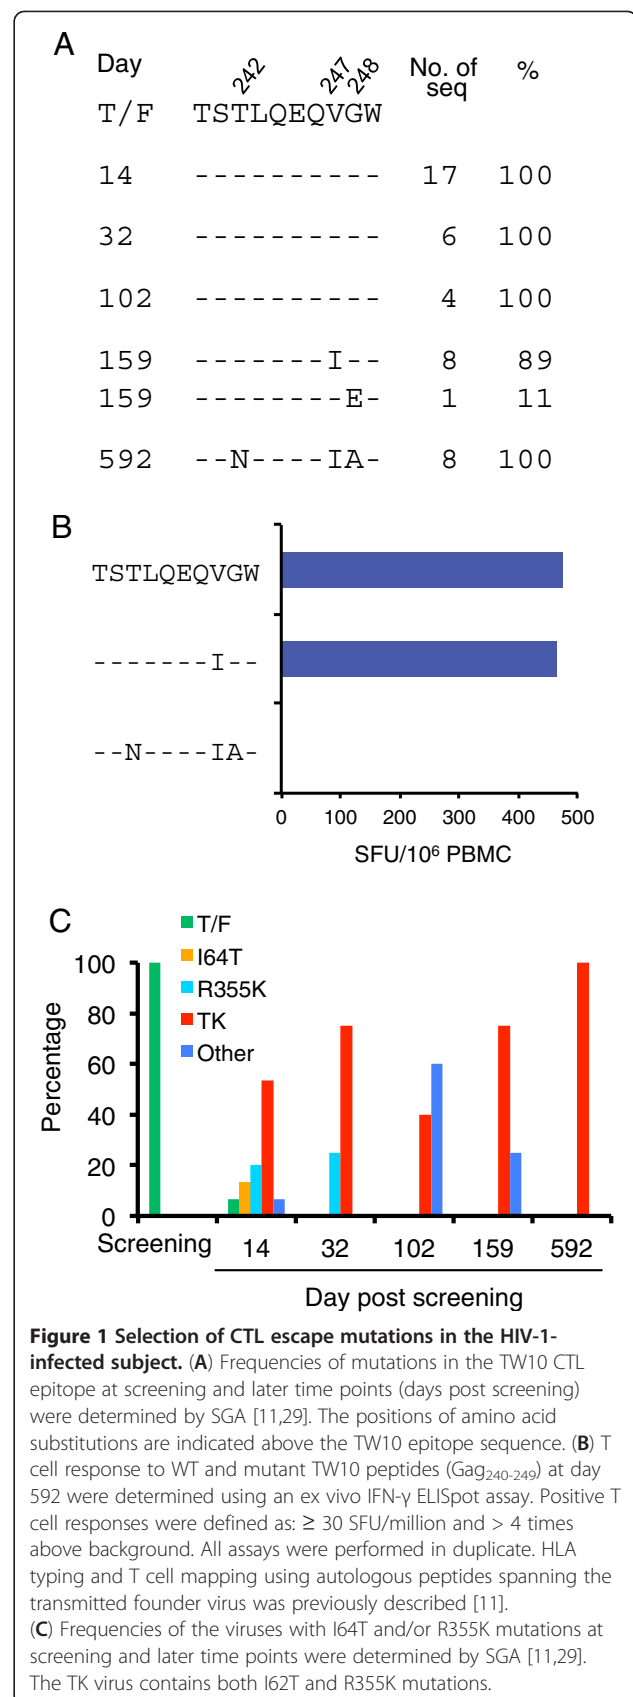 A
Day 242 247 248 No. of seq %
T/F TSTLQEQVGW
14 ---------- 17 100
32 ---------- 6 100
102 ---------- 4 100
159 -------I-- 8 89
159 --------E- 1 11
592 --N----IA- 8 100
B
TSTLQEQVGW
-------I--
--N----IA-
0 100 200 300 400 500
SFU/10⁶ PBMC
C
T/F
I64T
R355K
TK
Other
Percentage
100
80
60
40
20
0
Screening 14 32 102 159 592
Day post screening
Figure 1 Selection of CTL escape mutations in the HIV-1-
infected subject. (A) Frequencies of mutations in the TW10 CTL
epitope at screening and later time points (days post screening)
were determined by SGA [11,29]. The positions of amino acid
substitutions are indicated above the TW10 epitope sequence. (B) T
cell response to WT and mutant TW10 peptides (Gag₂₄₀₋₂₄₉) at day
592 were determined using an ex vivo IFN-γ ELISpot assay. Positive T
cell responses were defined as: ≥ 30 SFU/million and > 4 times
above background. All assays were performed in duplicate. HLA
typing and T cell mapping using autologous peptides spanning the
transmitted founder virus was previously described [11].
(C) Frequencies of the viruses with I64T and/or R355K mutations at
screening and later time points were determined by SGA [11,29].
The TK virus contains both I62T and R355K mutations.